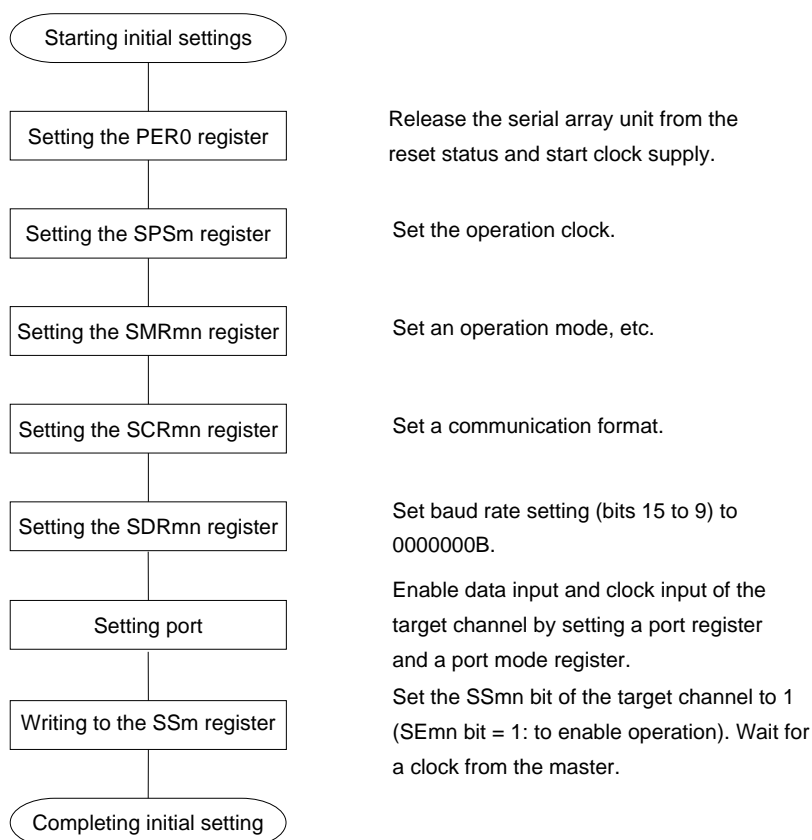 Starting initial settings
Setting the PER0 register
Release the serial array unit from the
reset status and start clock supply.
Setting the SPSm register
Set the operation clock.
Setting the SMRmn register
Set an operation mode, etc.
Setting the SCRmn register
Set a communication format.
Setting the SDRmn register
Set baud rate setting (bits 15 to 9) to
0000000B.
Setting port
Enable data input and clock input of the
target channel by setting a port register
and a port mode register.
Writing to the SSm register
Set the SSmn bit of the target channel to 1
(SEmn bit = 1: to enable operation). Wait for
a clock from the master.
Completing initial setting